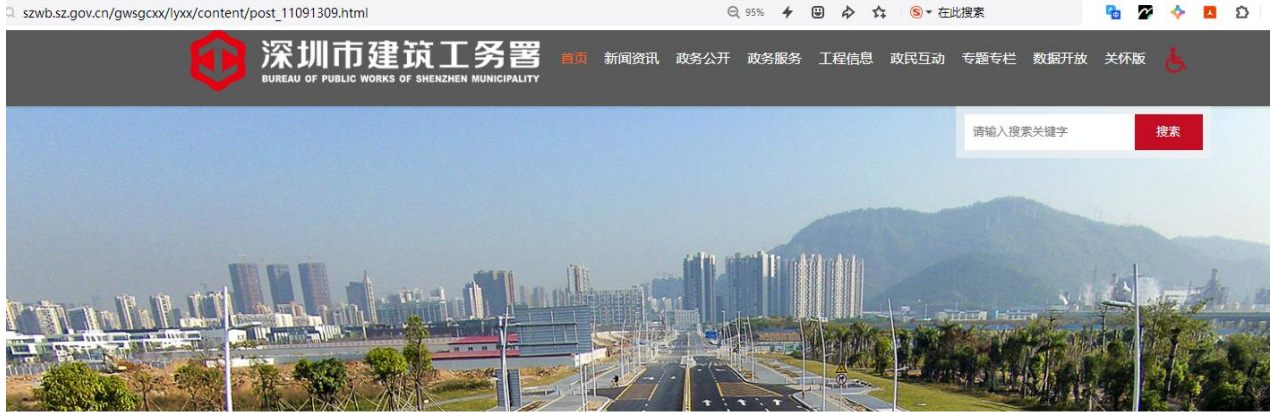 szwb.sz.gov.cn/gwsgcxx/lyxx/content/post_11091309.html 95% 在此搜索
深圳市建筑工务署
BUREAU OF PUBLIC WORKS OF SHENZHEN MUNICIPALITY
首页 新闻资讯 政务公开 政务服务 工程信息 政民互动 专题专栏 数据开放 关怀版
请输入搜索关键字 搜索